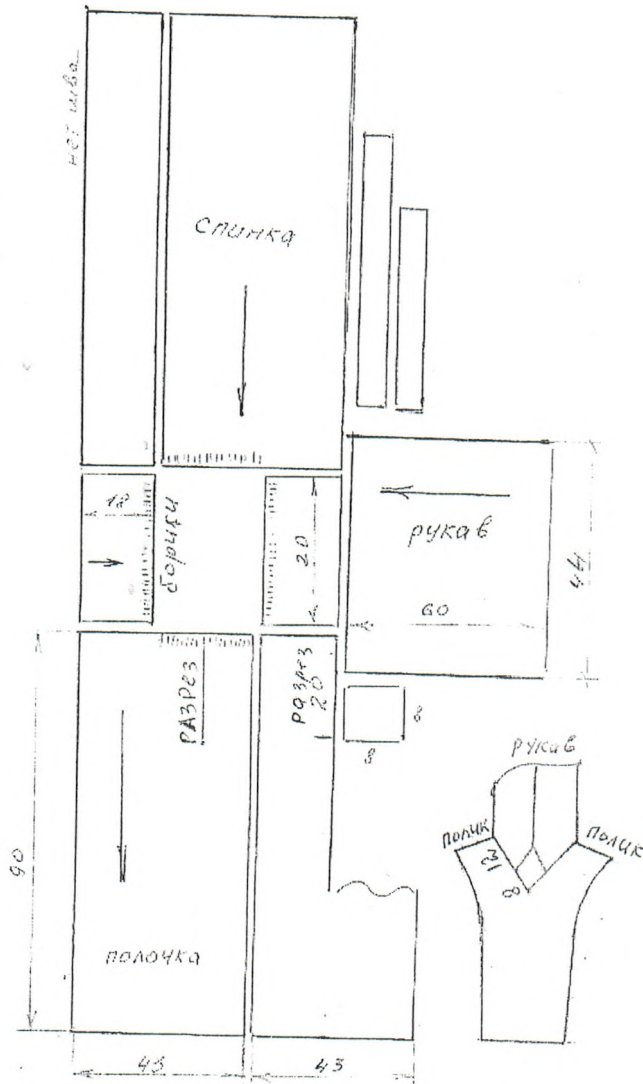 нет шва
спинка
18
борики
20
рукав
44
60
РАЗРез
разрез
20
8
8
рукав
полик
полик
12
8
90
полочка
43
43